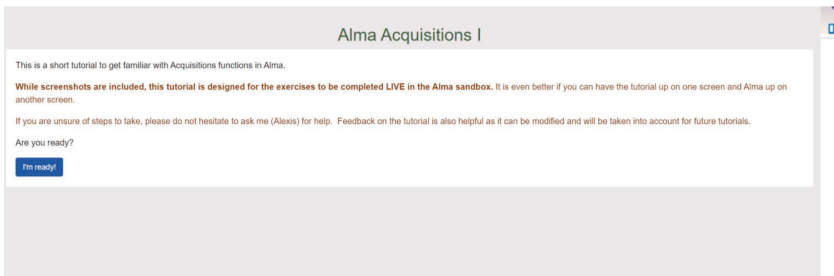 Alma Acquisitions I
This is a short tutorial to get familiar with Acquisitions functions in Alma.
While screenshots are included, this tutorial is designed for the exercises to be completed LIVE in the Alma sandbox. It is even better if you can have the tutorial up on one screen and Alma up on
another screen.
If you are unsure of steps to take, please do not hesitate to ask me (Alexis) for help. Feedback on the tutorial is also helpful as it can be modified and will be taken into account for future tutorials.
Are you ready?
I'm ready!